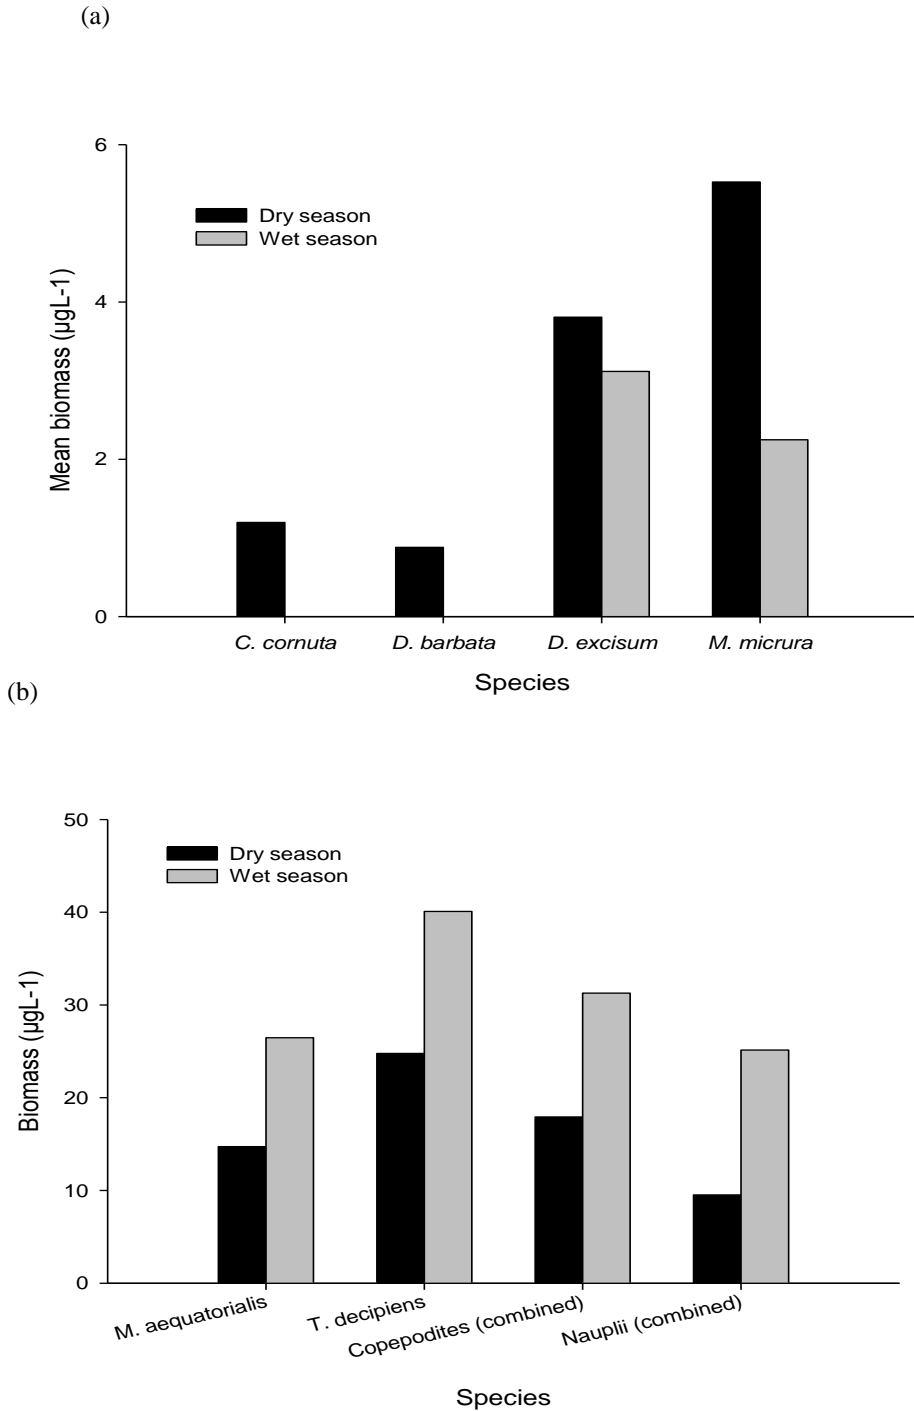 (a)
6
4
2
0
Mean biomass (µgL-1)
Dry season
Wet season
C. cornuta D. barbata D. excisum M. micrura
Species
(b)
50
40
30
20
10
0
Biomass (µgL-1)
Dry season
Wet season
M. aequatorialis T. decipiens Copepodites (combined) Nauplii (combined)
Species